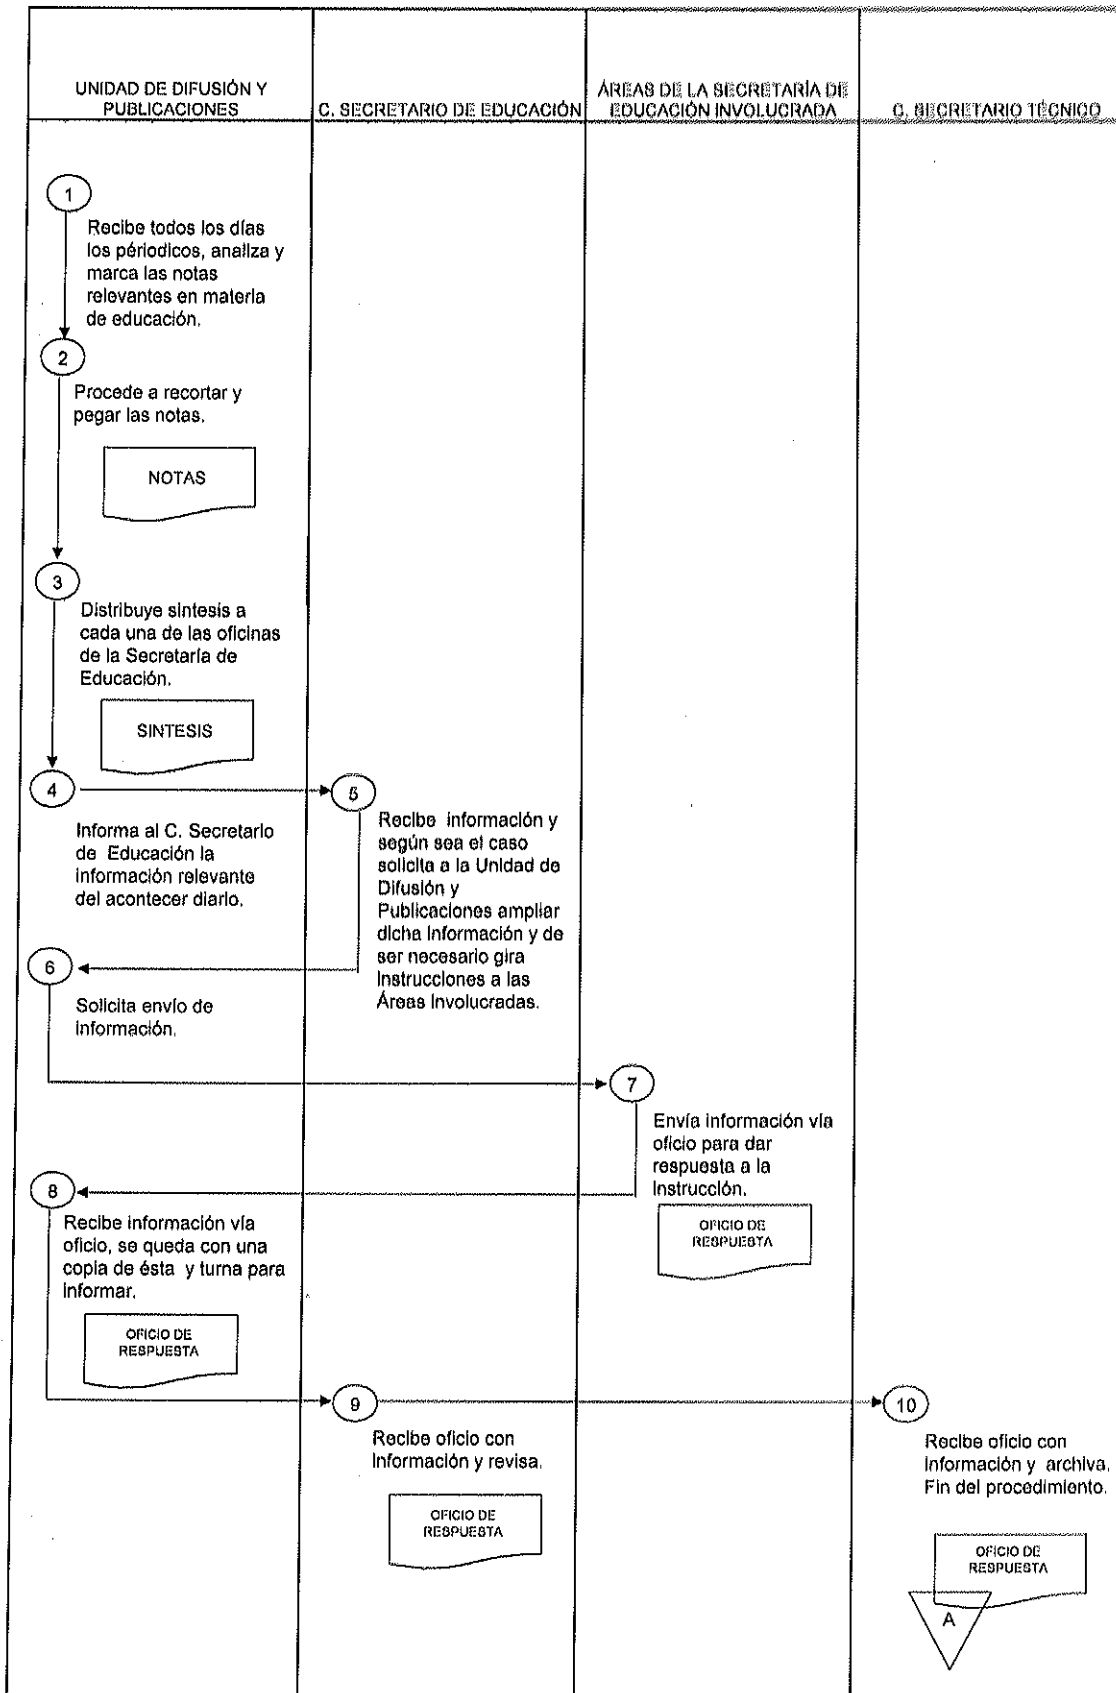 UNIDAD DE DIFUSIÓN Y
PUBLICACIONES
C. SECRETARIO DE EDUCACIÓN
ÁREAS DE LA SECRETARÍA DE
EDUCACIÓN INVOLUCRADA
C. SECRETARIO TÉCNICO
1
Recibe todos los días
los périodicos, analiza y
marca las notas
relevantes en materia
de educación.
2
Procede a recortar y
pegar las notas.
NOTAS
3
Distribuye sintesis a
cada una de las oficinas
de la Secretaría de
Educación.
SINTESIS
4
Informa al C. Secretario
de Educación la
información relevante
del acontecer diario.
5
Recibe información y
según sea el caso
solicita a la Unidad de
Difusión y
Publicaciones ampliar
dicha información y de
ser necesario gira
Instrucciones a las
Áreas Involucradas.
6
Solicita envío de
información.
7
Envía información vía
oficio para dar
respuesta a la
Instrucción.
OFICIO DE
RESPUESTA
8
Recibe información vía
oficio, se queda con una
copia de ésta y turna para
informar.
OFICIO DE
RESPUESTA
9
Recibe oficio con
información y revisa.
OFICIO DE
RESPUESTA
10
Recibe oficio con
información y archiva.
Fin del procedimiento.
OFICIO DE
RESPUESTA
A